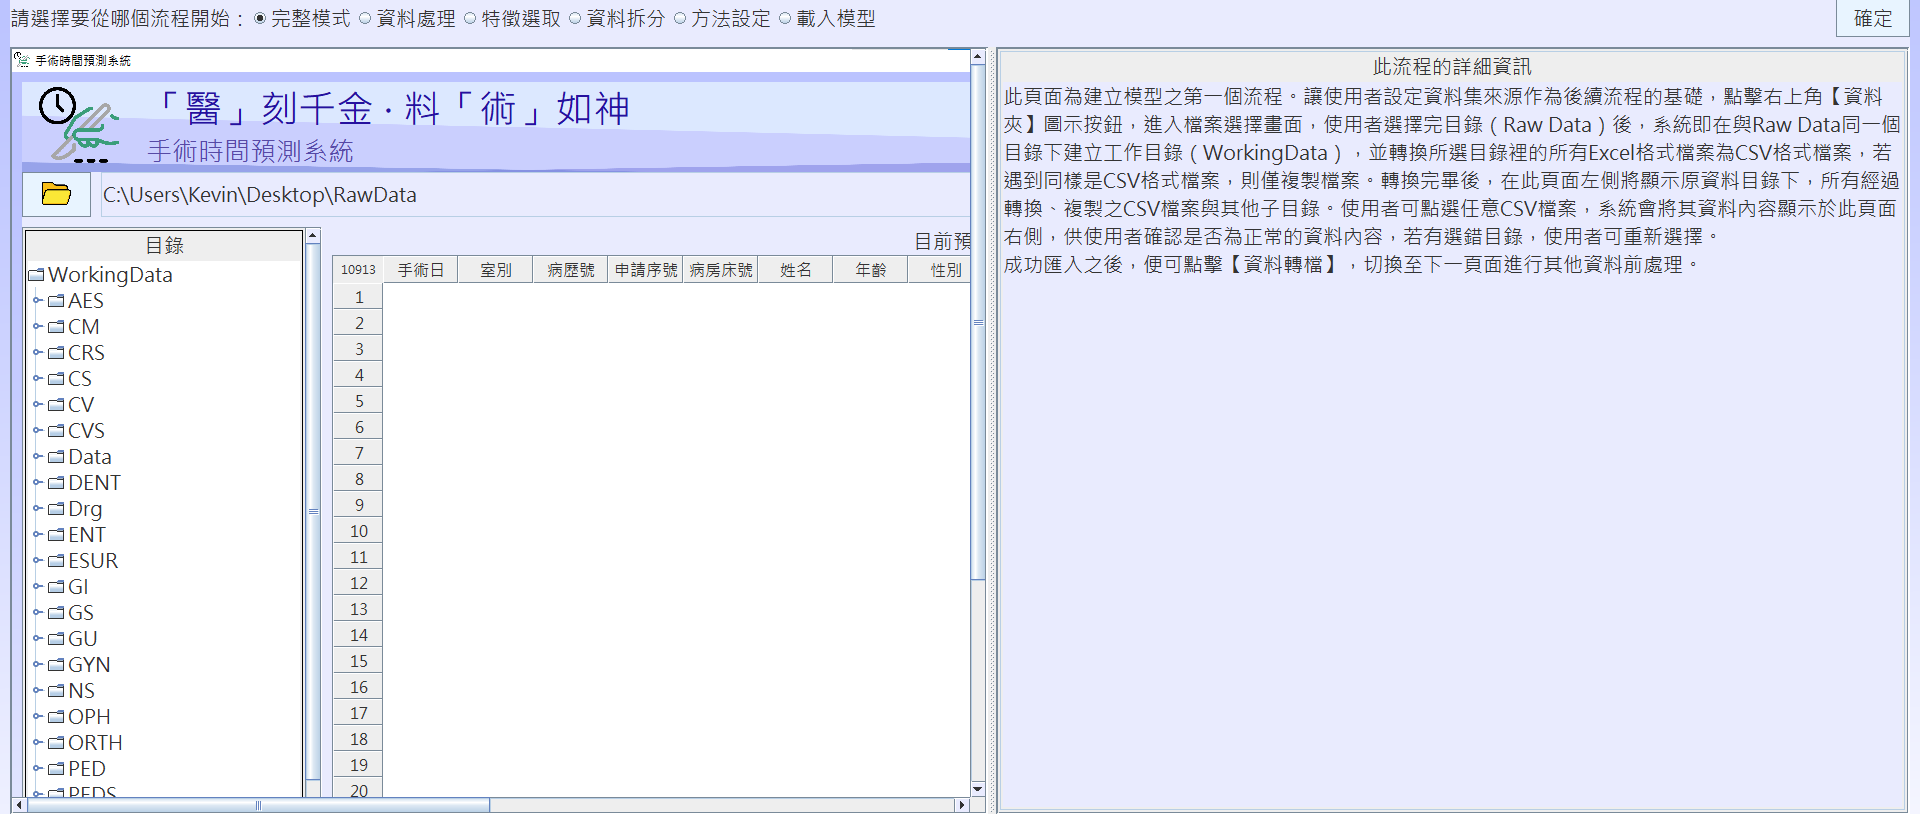 請選擇要從哪個流程開始： 完整模式 資料處理 特徵選取 資料拆分 方法設定 載入模型 確定
手術時間預測系統
「醫」刻千金·料「術」如神
手術時間預測系統
C:\Users\Kevin\Desktop\RawData
目錄
WorkingData
AES
CM
CRS
CS
CV
CVS
Data
DENT
Drg
ENT
ESUR
GI
GS
GU
GYN
NS
OPH
ORTH
PED
PEDS
目前預
10913 手術日 室別 病歷號 申請序號 病房床號 姓名 年齡 性別
1
2
3
4
5
6
7
8
9
10
11
12
13
14
15
16
17
18
19
20
此流程的詳細資訊
此頁面為建立模型之第一個流程。讓使用者設定資料集來源作為後續流程的基礎，點擊右上角【資料
夾】圖示按鈕，進入檔案選擇畫面，使用者選擇完目錄（Raw Data）後，系統即在與Raw Data同一個
目錄下建立工作目錄（WorkingData），並轉換所選目錄裡的所有Excel格式檔案為CSV格式檔案，若
遇到同樣是CSV格式檔案，則僅複製檔案。轉換完畢後，在此頁面左側將顯示原資料目錄下，所有經過
轉換、複製之CSV檔案與其他子目錄。使用者可點選任意CSV檔案，系統會將其資料內容顯示於此頁面
右側，供使用者確認是否為正常的資料內容，若有選錯目錄，使用者可重新選擇。
成功匯入之後，便可點擊【資料轉檔】，切換至下一頁面進行其他資料前處理。